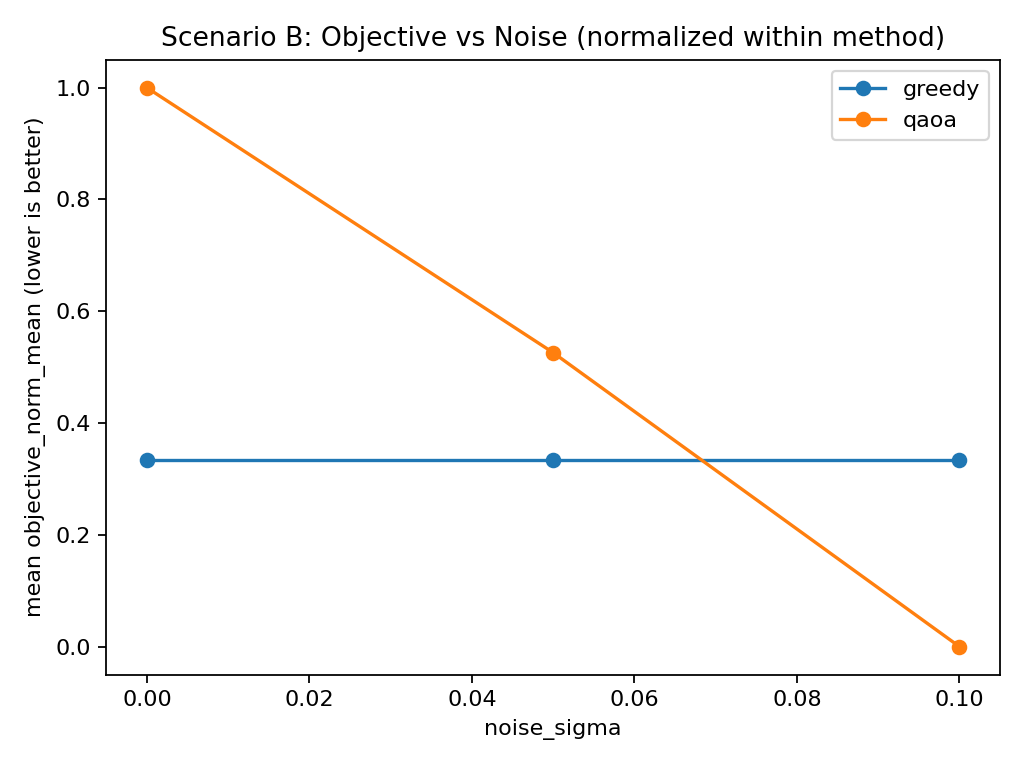 Scenario B: Objective vs Noise (normalized within method)
greedy
qaoa
mean objective_norm_mean (lower is better)
1.0
0.8
0.6
0.4
0.2
0.0
0.00 0.02 0.04 0.06 0.08 0.10
noise_sigma